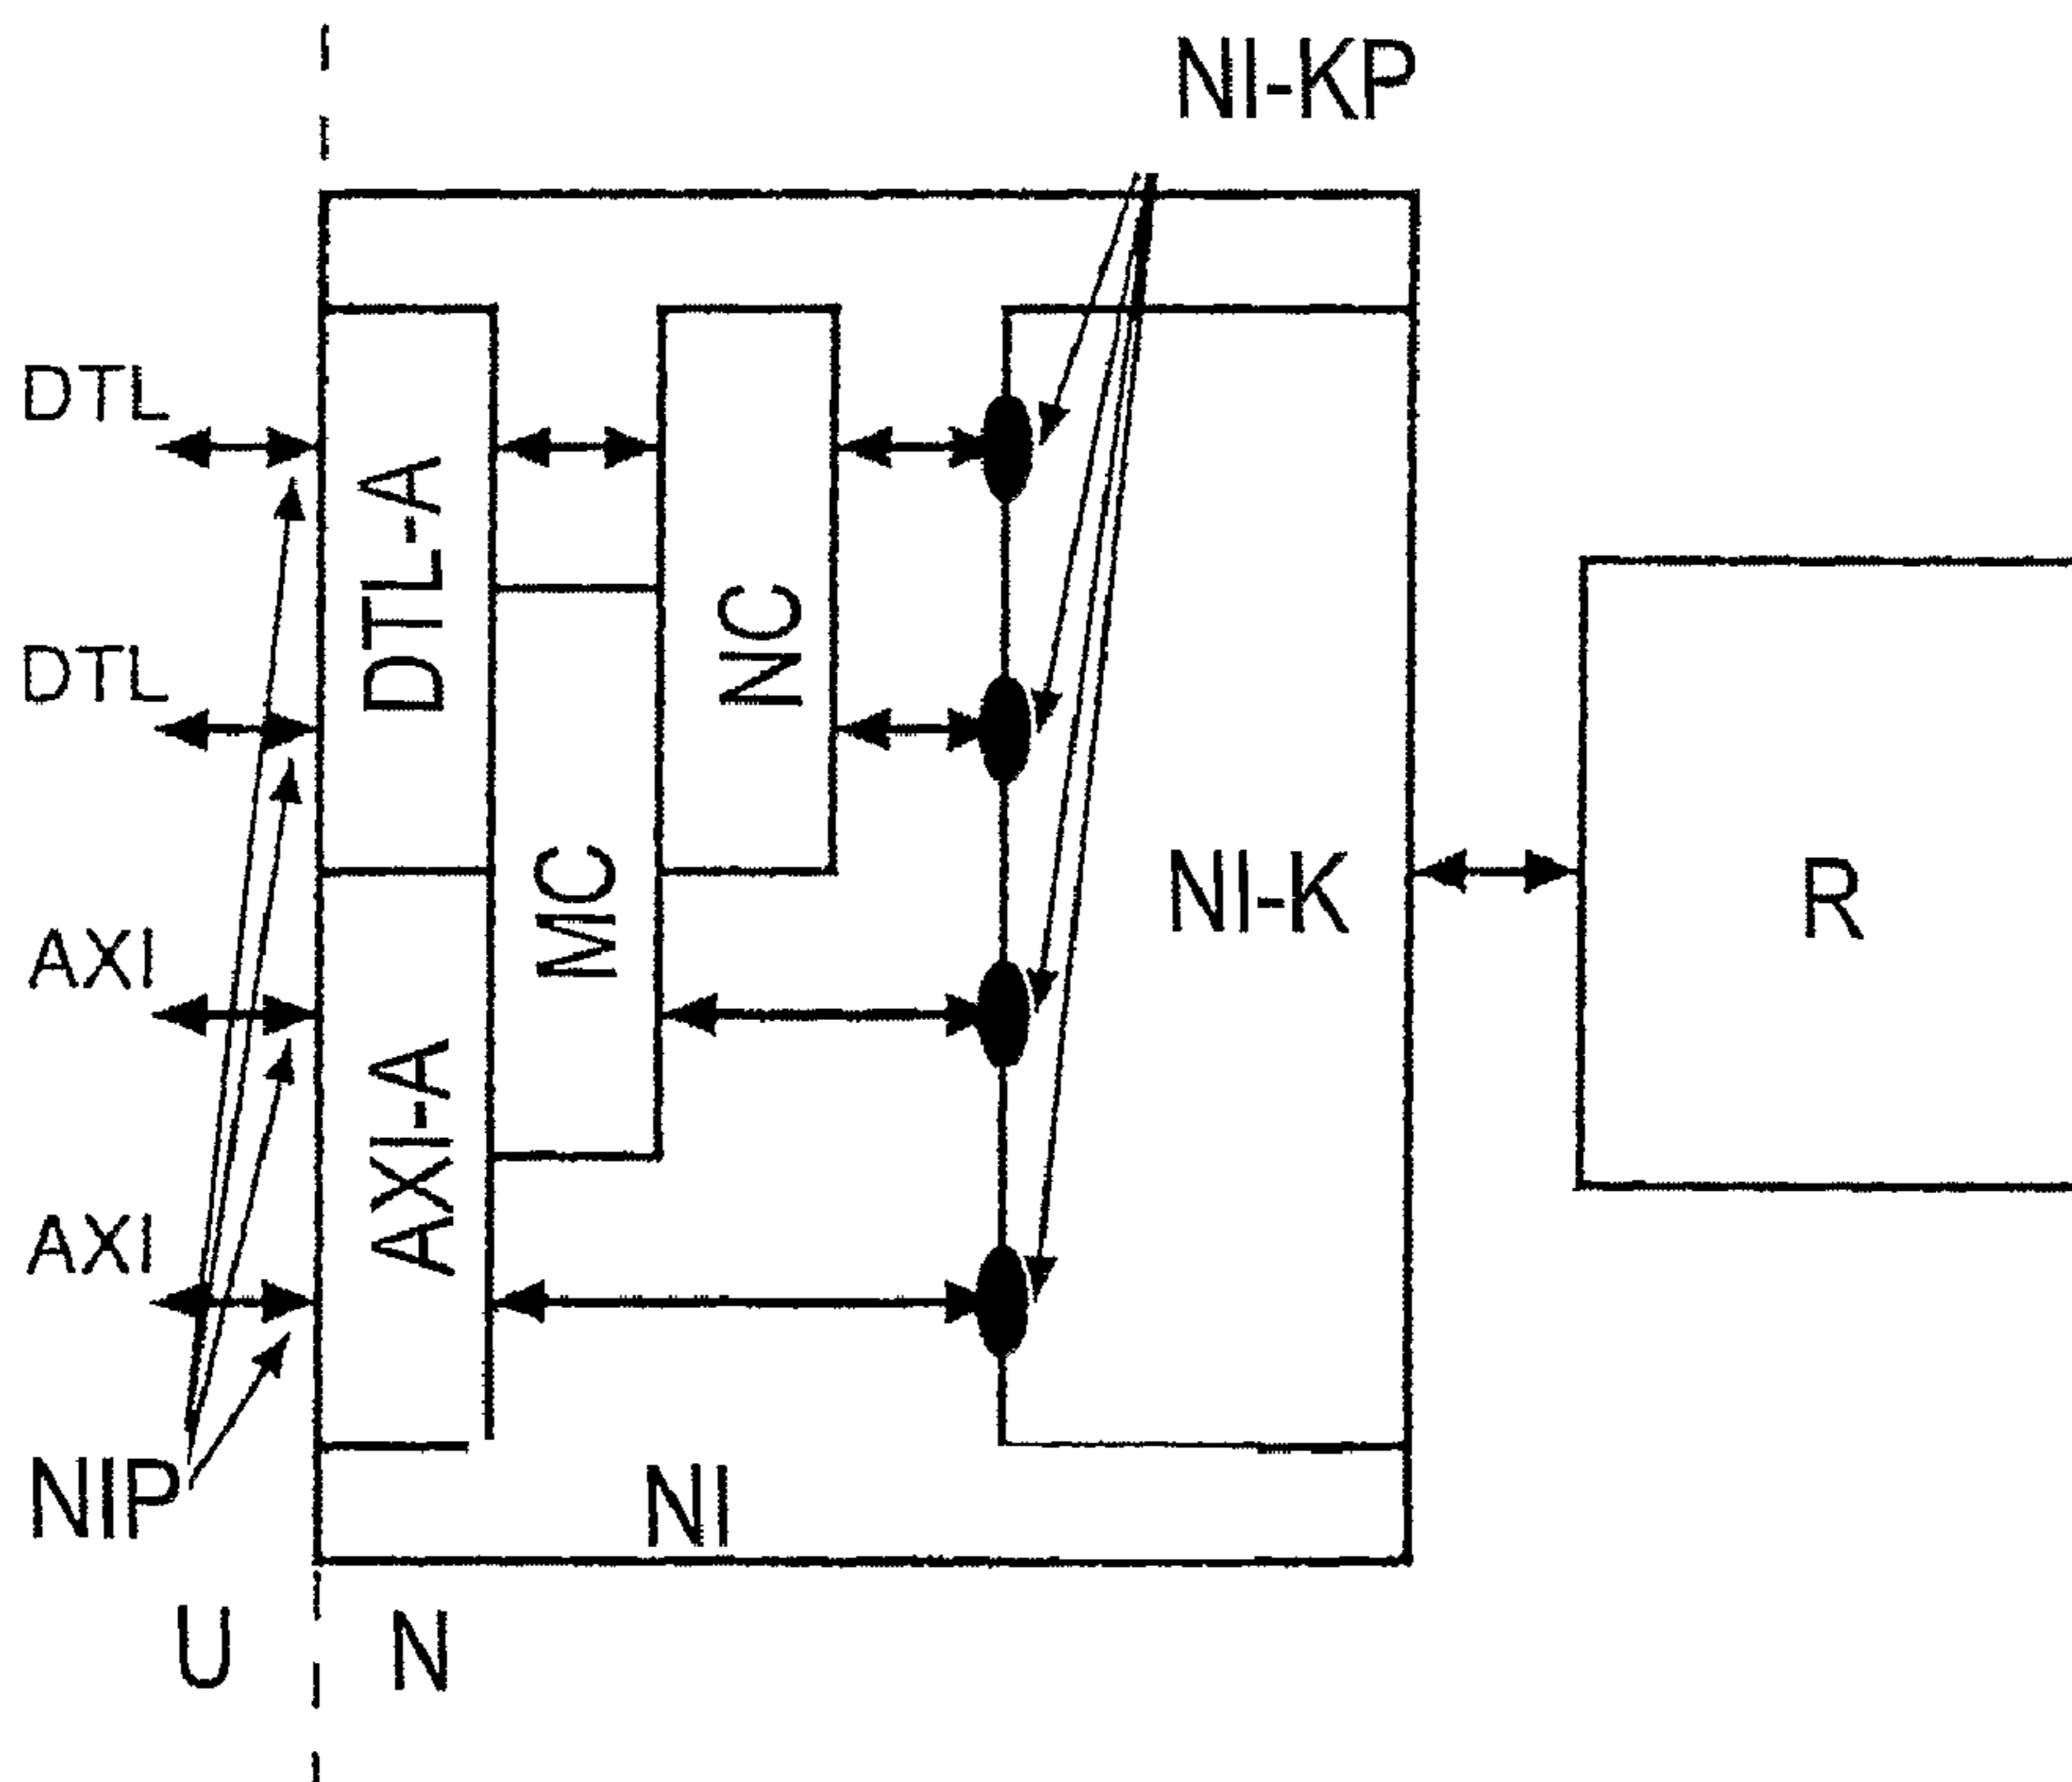 NI-KP
DTL
DTL-A
NC
DTL
MC
NI-K
R
AXI
AXI-A
AXI
NIP
NI
U
N